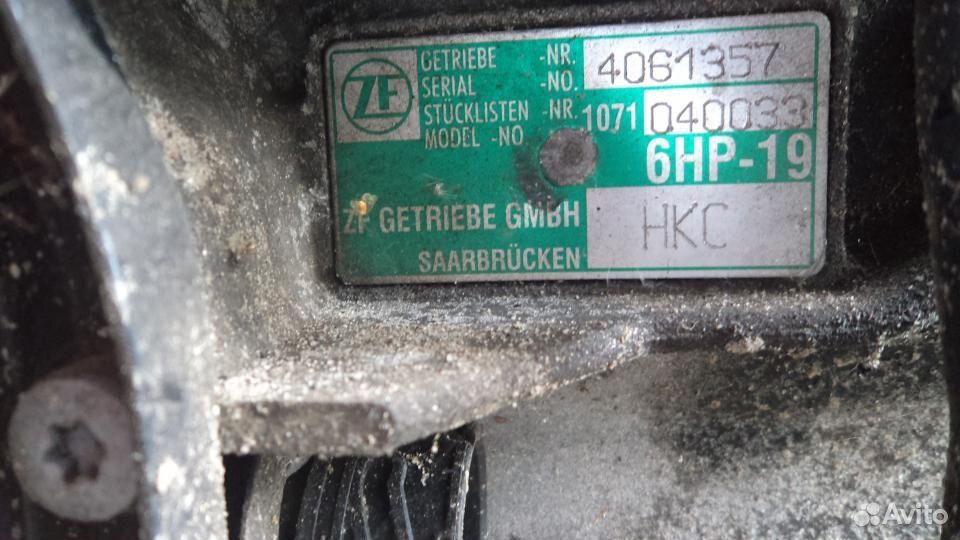 ZF
GETRIEBE -NR. 4061357
SERIAL -NO.
STÜCKLISTEN -NR. 1071 040033
MODEL -NO
6HP-19
ZF GETRIEBE GMBH HKC
SAARBRÜCKEN
Avito